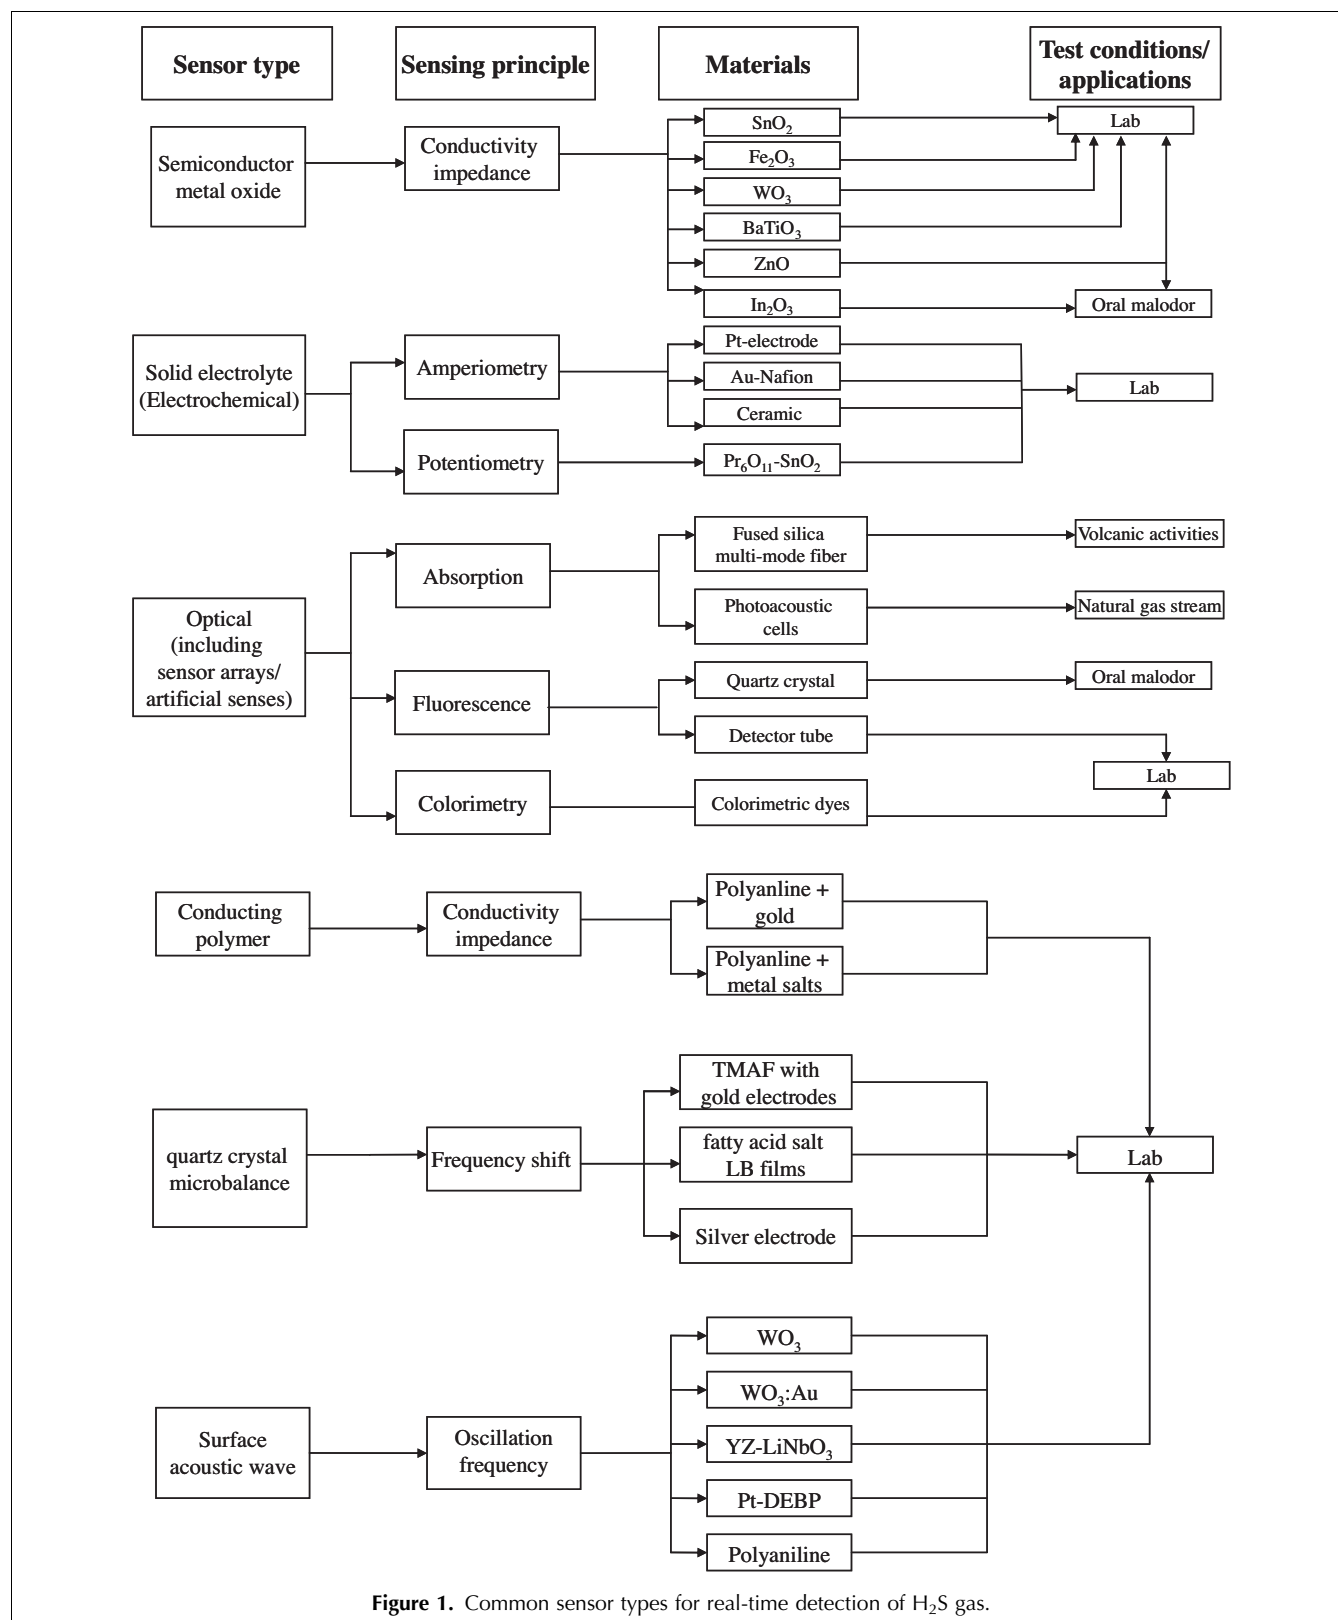 Sensor type
Sensing principle
Materials
Test conditions/
applications
Semiconductor
metal oxide
Conductivity
impedance
SnO₂
Fe₂O₃
WO₃
BaTiO₃
ZnO
In₂O₃
Lab
Oral malodor
Solid electrolyte
(Electrochemical)
Amperiometry
Potentiometry
Pt-electrode
Au-Nafion
Ceramic
Pr₆O₁₁-SnO₂
Lab
Optical
(including
sensor arrays/
artificial senses)
Absorption
Fluorescence
Colorimetry
Fused silica
multi-mode fiber
Photoacoustic
cells
Quartz crystal
Detector tube
Colorimetric dyes
Volcanic activities
Natural gas stream
Oral malodor
Lab
Conducting
polymer
Conductivity
impedance
Polyanline +
gold
Polyanline +
metal salts
quartz crystal
microbalance
Frequency shift
TMAF with
gold electrodes
fatty acid salt
LB films
Silver electrode
Lab
Surface
acoustic wave
Oscillation
frequency
WO₃
WO₃:Au
YZ-LiNbO₃
Pt-DEBP
Polyaniline
Figure 1. Common sensor types for real-time detection of H₂S gas.